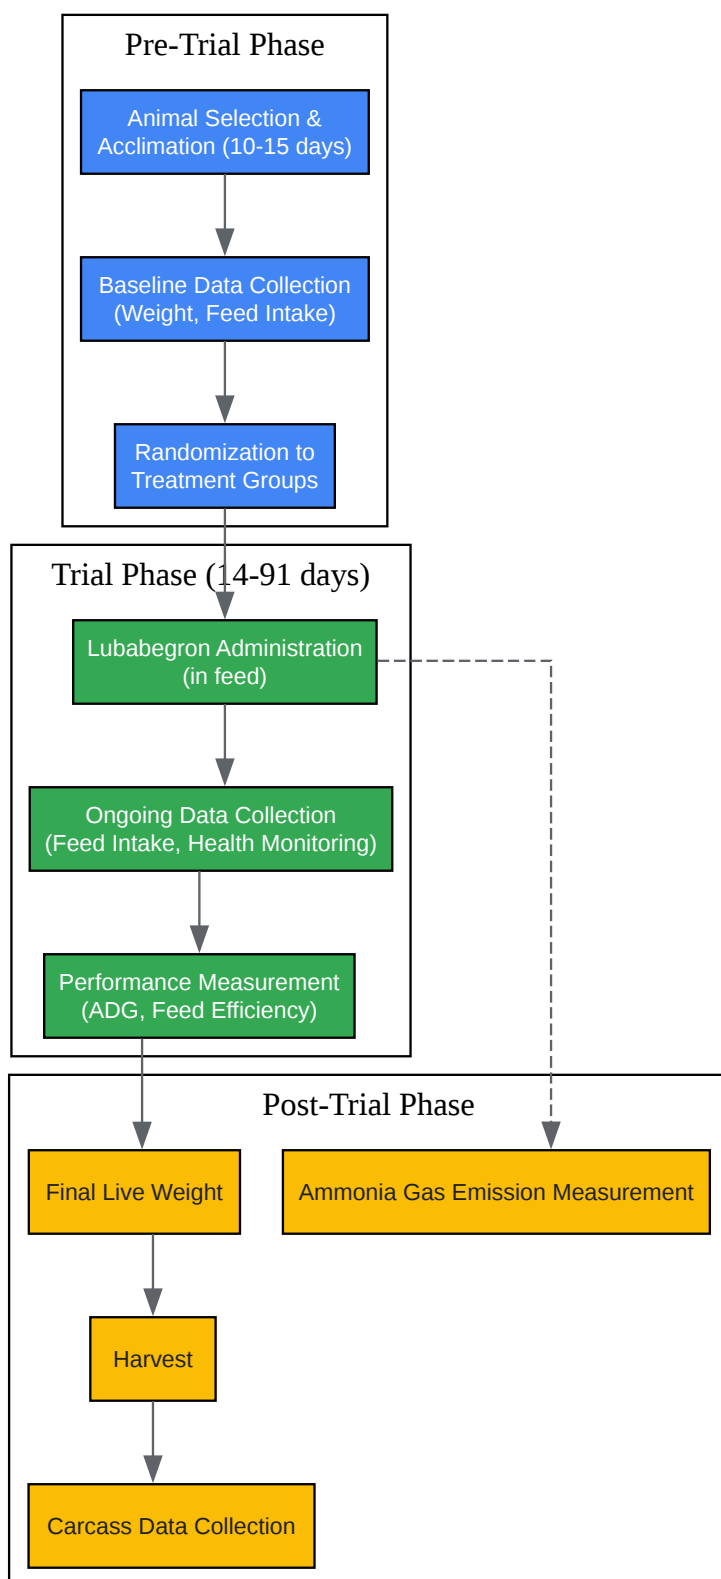 Pre-Trial Phase
Animal Selection &
Acclimation (10-15 days)
Baseline Data Collection
(Weight, Feed Intake)
Randomization to
Treatment Groups
Trial Phase (14-91 days)
Lubabegron Administration
(in feed)
Ongoing Data Collection
(Feed Intake, Health Monitoring)
Performance Measurement
(ADG, Feed Efficiency)
Post-Trial Phase
Final Live Weight
Ammonia Gas Emission Measurement
Harvest
Carcass Data Collection